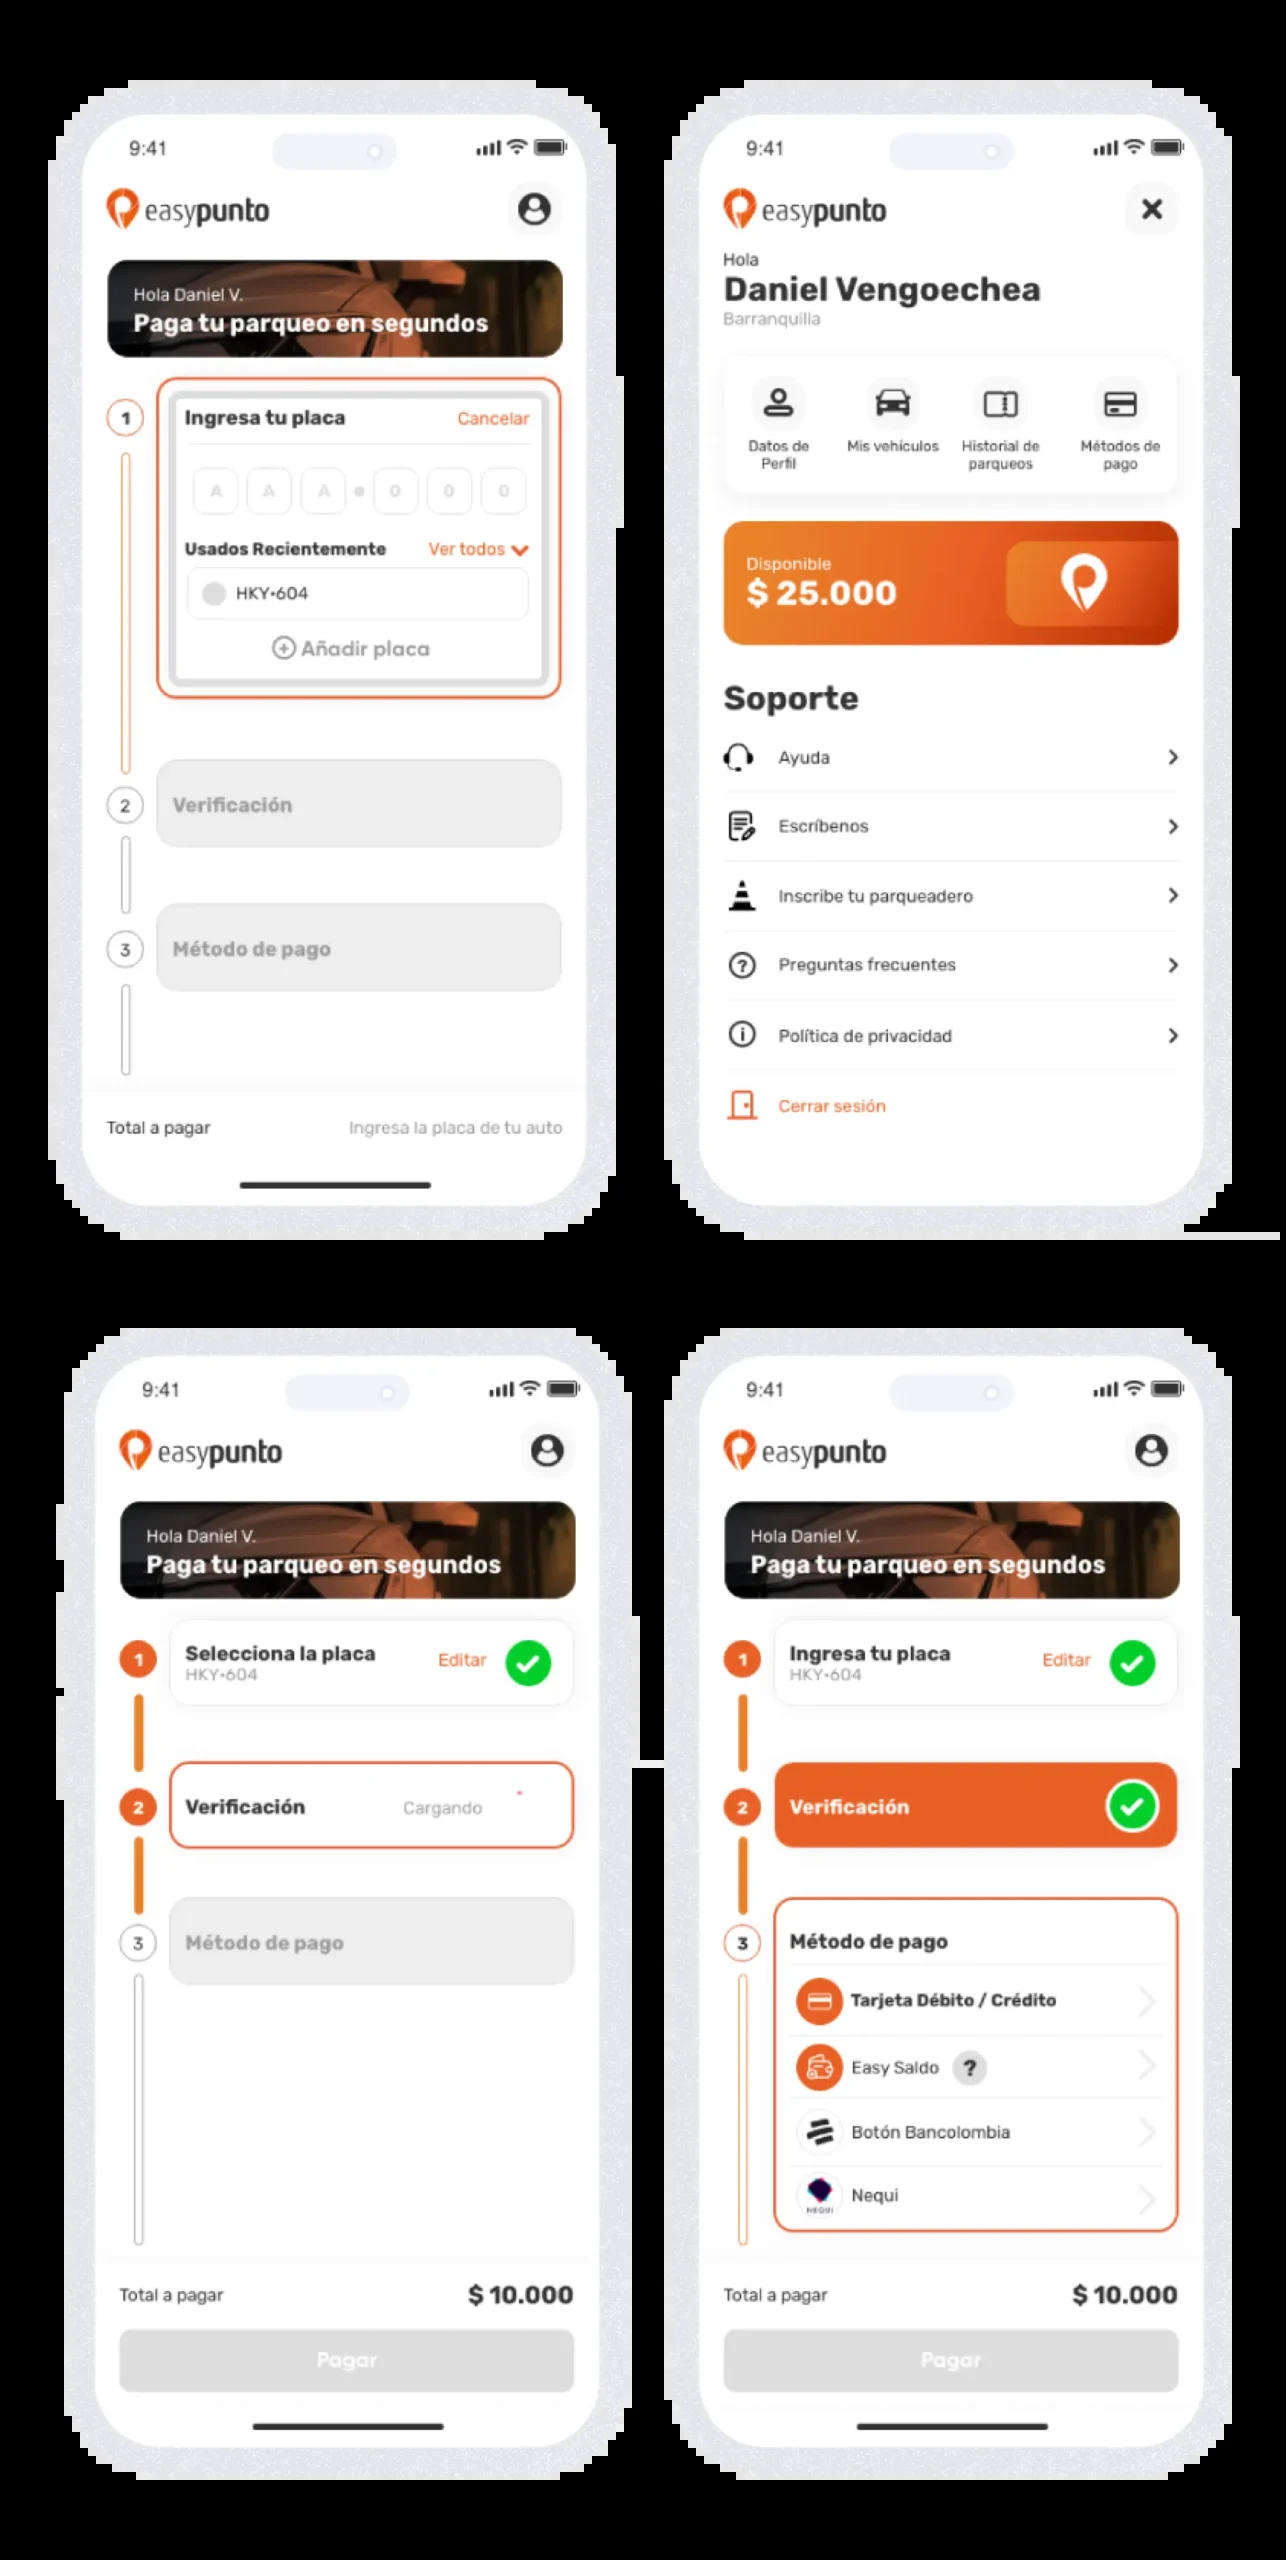 9:41
easypunto
Hola Daniel V.
Paga tu parqueo en segundos
1
Ingresa tu placa
Cancelar
A A A • 0 0 0
Usados Recientemente
Ver todos
HKY•604
Añadir placa
2
Verificación
3
Método de pago
Total a pagar
Ingresa la placa de tu auto
9:41
easypunto
Hola
Daniel Vengoechea
Barranquilla
Datos de
Perfil
Mis vehículos
Historial de
parqueos
Métodos de
pago
Disponible
$ 25.000
Soporte
Ayuda
Escríbenos
Inscribe tu parqueadero
Preguntas frecuentes
Política de privacidad
Cerrar sesión
9:41
easypunto
Hola Daniel V.
Paga tu parqueo en segundos
1
Selecciona la placa
HKY•604
Editar
2
Verificación
Cargando
3
Método de pago
Total a pagar
$ 10.000
Pagar
9:41
easypunto
Hola Daniel V.
Paga tu parqueo en segundos
1
Ingresa tu placa
HKY•604
Editar
2
Verificación
3
Método de pago
Tarjeta Débito / Crédito
Easy Saldo ?
Botón Bancolombia
NEQUI
Nequi
Total a pagar
$ 10.000
Pagar